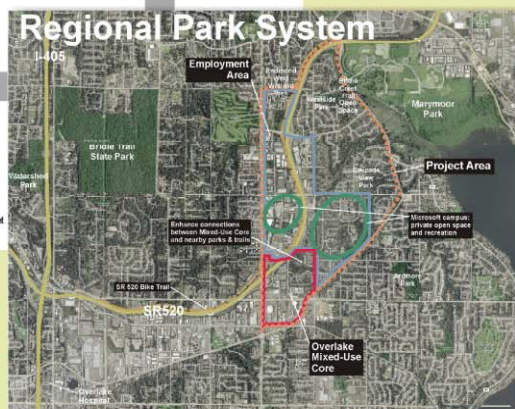 Regional Park System
I-405
Employment
Area
Marymoor
Park
Bridle Trail
State Park
Watershed
Park
Project Area
Microsoft campus:
private open space
and recreation
Enhance connections
between Mixed-Use Core
and nearby parks & trails
Ardmore
Park
SR 520 Bike Trail
SR520
Overlake
Mixed-Use
Core
Overlake
Hospital